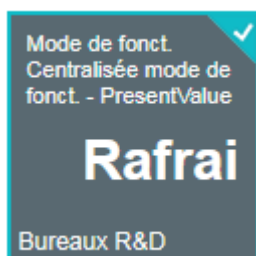 Mode de fonct.
Centralisée mode de
fonct. - PresentValue
Rafrai
Bureaux R&D